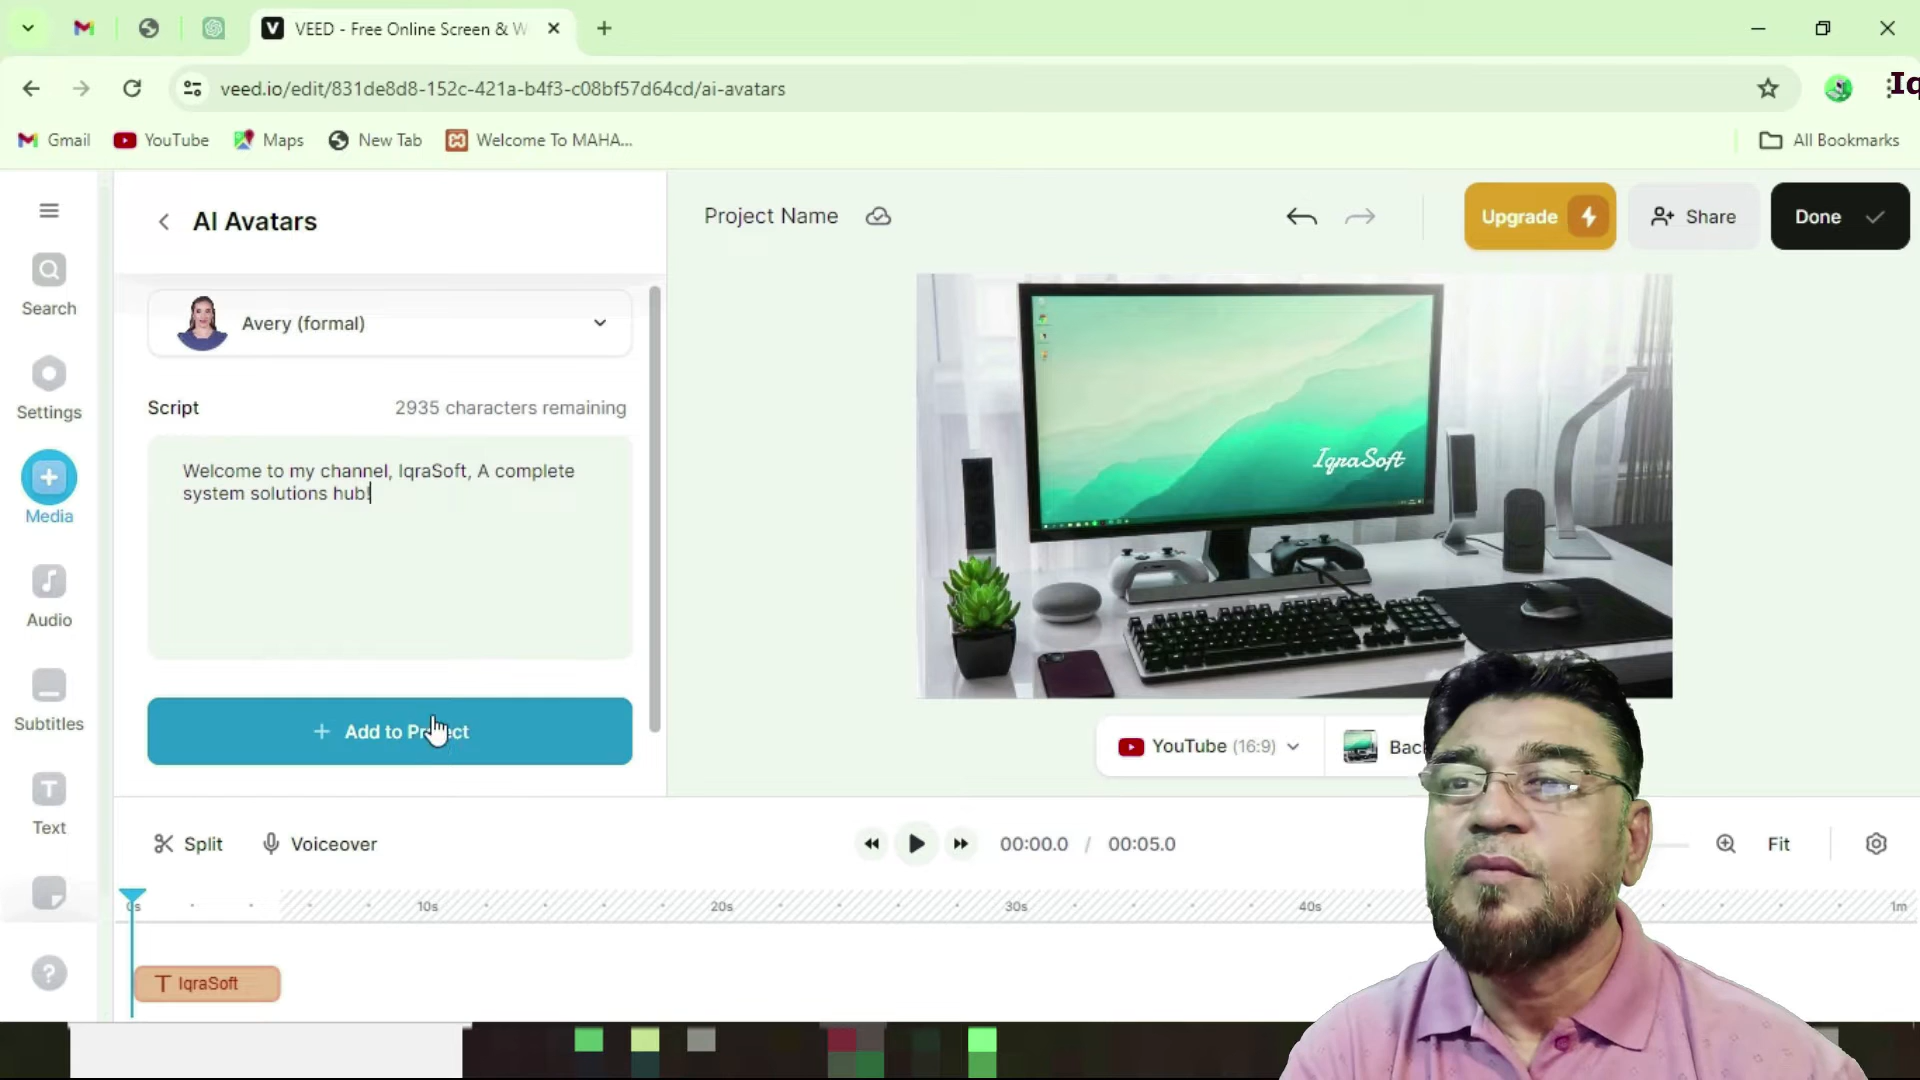 VEED - Free Online Screen & W
veed.io/edit/831de8d8-152c-421a-b4f3-c08bf57d64cd/ai-avatars
Iq
Gmail
YouTube
Maps
New Tab
Welcome To MAHA...
All Bookmarks
AI Avatars
Project Name
Upgrade
Share
Done
Search
Settings
Media
Audio
Subtitles
Text
Avery (formal)
Script
2935 characters remaining
Welcome to my channel, IqraSoft, A complete
system solutions hub!
Add to Project
IqraSoft
YouTube (16:9)
Bac
Split
Voiceover
00:00.0 / 00:05.0
Fit
0s
10s
20s
30s
40s
1m
T IqraSoft